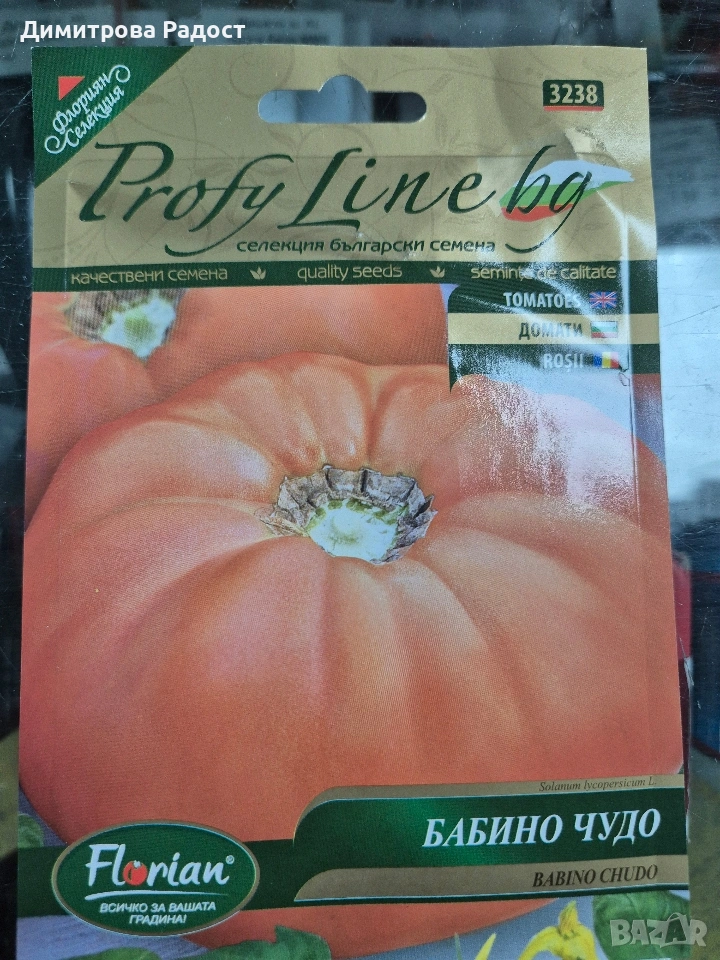 Димитрова Радост
Флориян
Селекция
3238
Profy Line bg
селекция български семена
качествени семена quality seeds semințe de calitate
TOMATOES
ДОМАТИ
ROȘII
Solanum lycopersicum L.
БАБИНО ЧУДО
BABINO CHUDO
Florian®
ВСИЧКО ЗА ВАШАТА
ГРАДИНА!
BAZAR